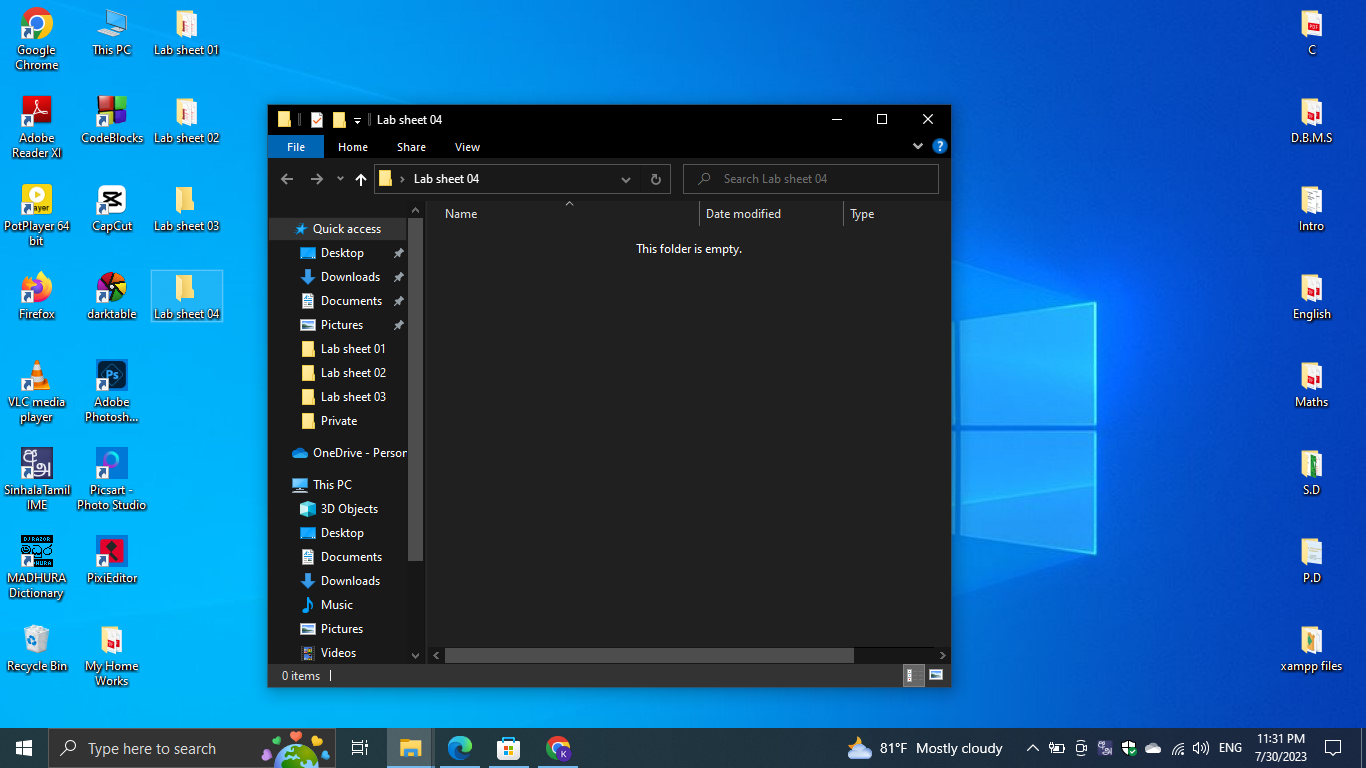 Google
Chrome
This PC
Lab sheet 01
Adobe
Reader XI
CodeBlocks
Lab sheet 02
PotPlayer 64
bit
CapCut
Lab sheet 03
Firefox
darktable
Lab sheet 04
VLC media
player
Adobe
Photosh...
SinhalaTamil
IME
Picsart -
Photo Studio
MADHURA
Dictionary
PixiEditor
Recycle Bin
My Home
Works
Lab sheet 04
File Home Share View
Lab sheet 04
Search Lab sheet 04
Name Date modified Type
This folder is empty.
Quick access
Desktop
Downloads
Documents
Pictures
Lab sheet 01
Lab sheet 02
Lab sheet 03
Private
OneDrive - Person
This PC
3D Objects
Desktop
Documents
Downloads
Music
Pictures
Videos
0 items
C
D.B.M.S
Intro
English
Maths
S.D
P.D
xampp files
Type here to search
81°F Mostly cloudy
ENG
11:31 PM
7/30/2023